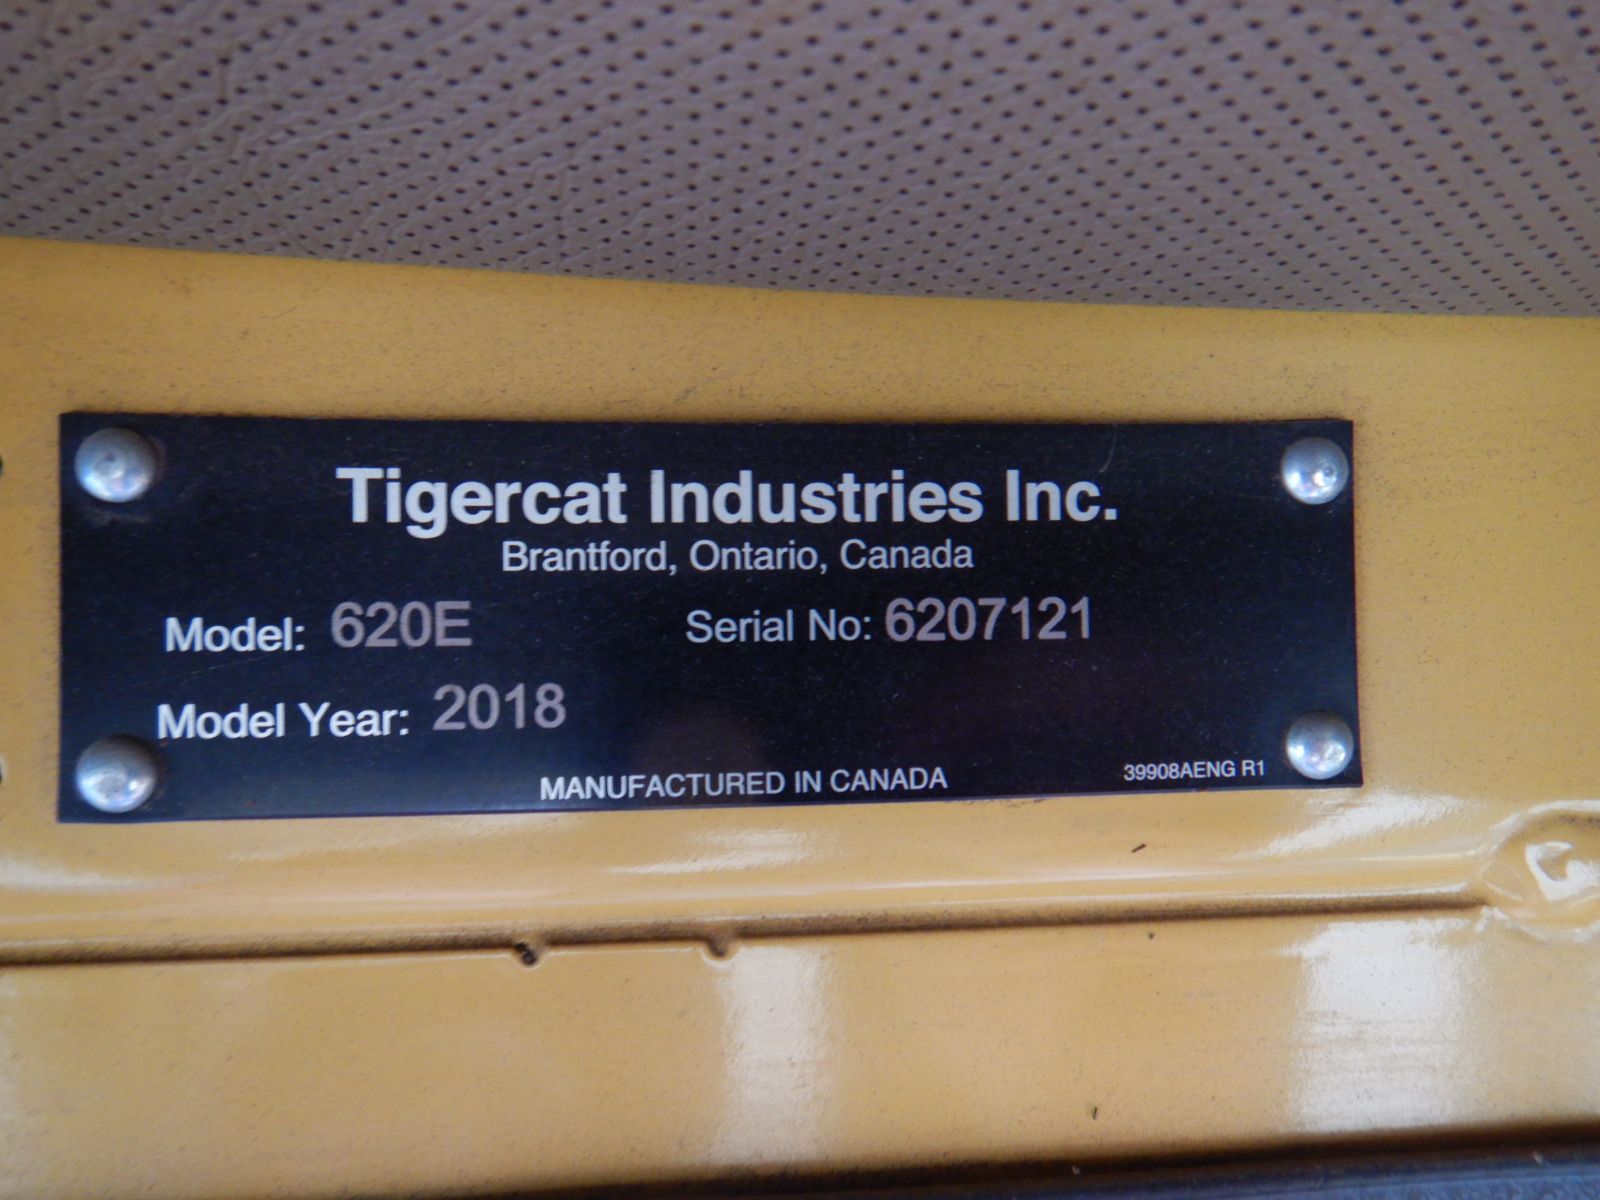 Tigercat Industries Inc.
Brantford, Ontario, Canada
Model: 620E Serial No: 6207121
Model Year: 2018
MANUFACTURED IN CANADA 39908AENG R1